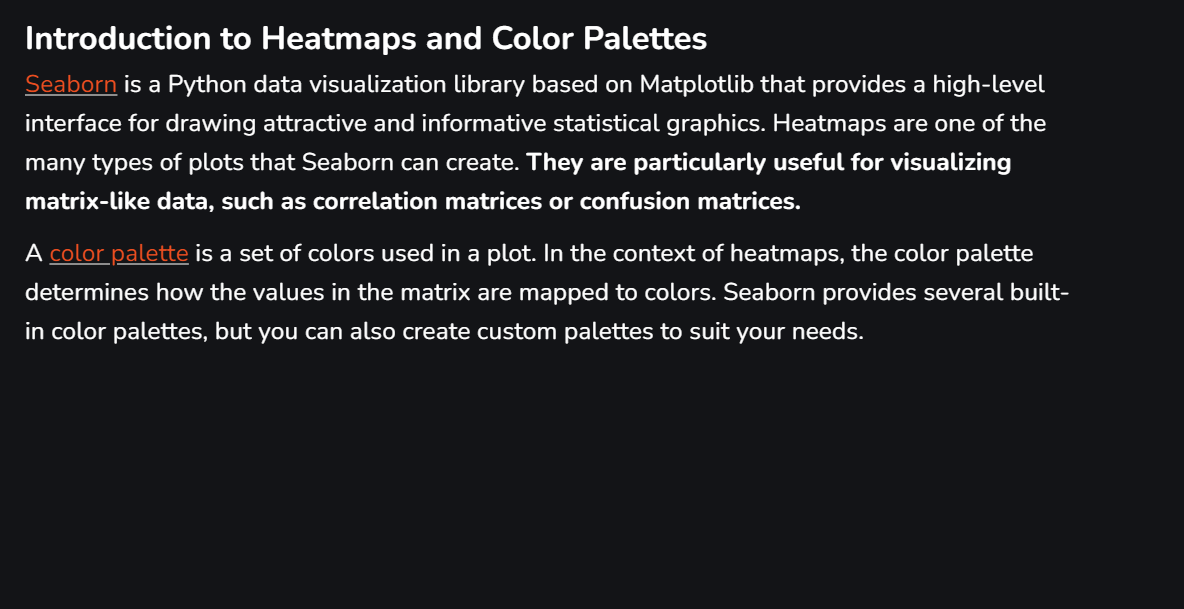 Introduction to Heatmaps and Color Palettes
Seaborn is a Python data visualization library based on Matplotlib that provides a high-level
interface for drawing attractive and informative statistical graphics. Heatmaps are one of the
many types of plots that Seaborn can create. They are particularly useful for visualizing
matrix-like data, such as correlation matrices or confusion matrices.
A color palette is a set of colors used in a plot. In the context of heatmaps, the color palette
determines how the values in the matrix are mapped to colors. Seaborn provides several built-
in color palettes, but you can also create custom palettes to suit your needs.